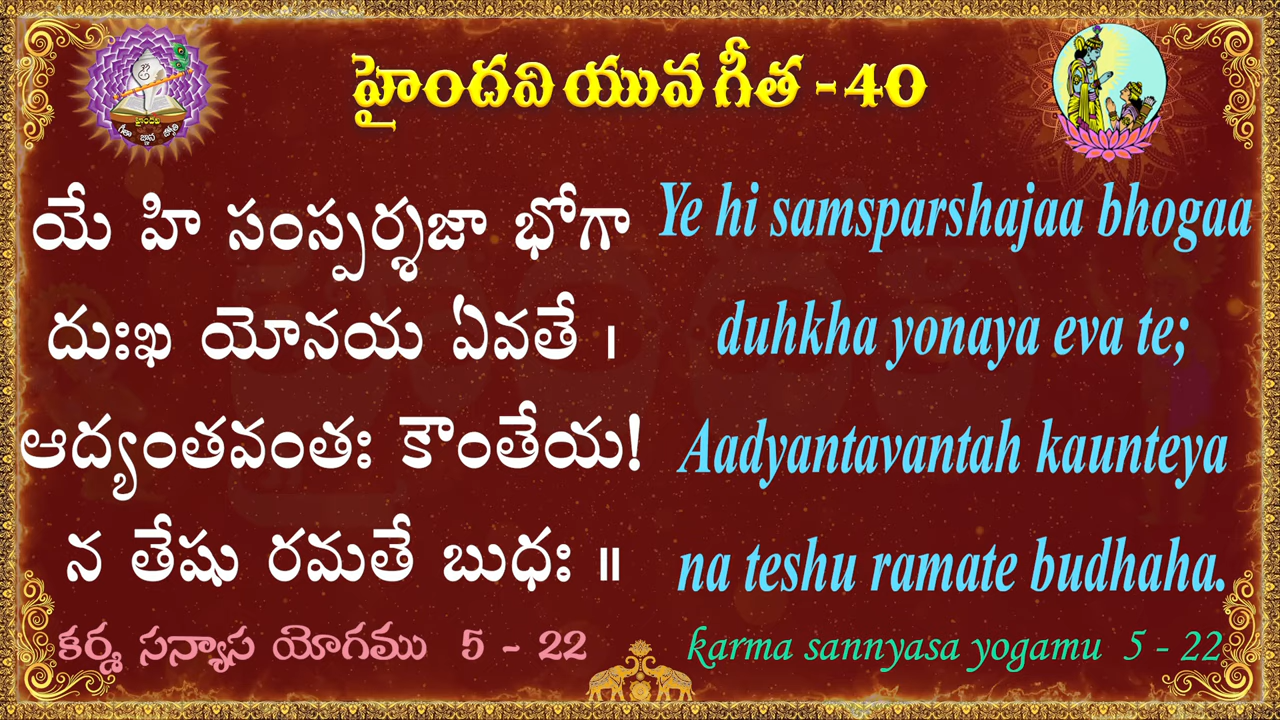 హైందవి యువ గీత - 40
హైందవి
గీతా జ్ఞాన జ్యోతి
యే హి సంస్పర్శజా భోగా
దుఃఖ యోనయ ఏవతే ।
ఆద్యంతవంతః కౌంతేయ!
న తేషు రమతే బుధః ॥
కర్మ సన్యాస యోగము 5 - 22
Ye hi samsparshajaa bhogaa
duhkha yonaya eva te;
Aadyantavantah kaunteya
na teshu ramate budhaha.
karma sannyasa yogamu 5 - 22